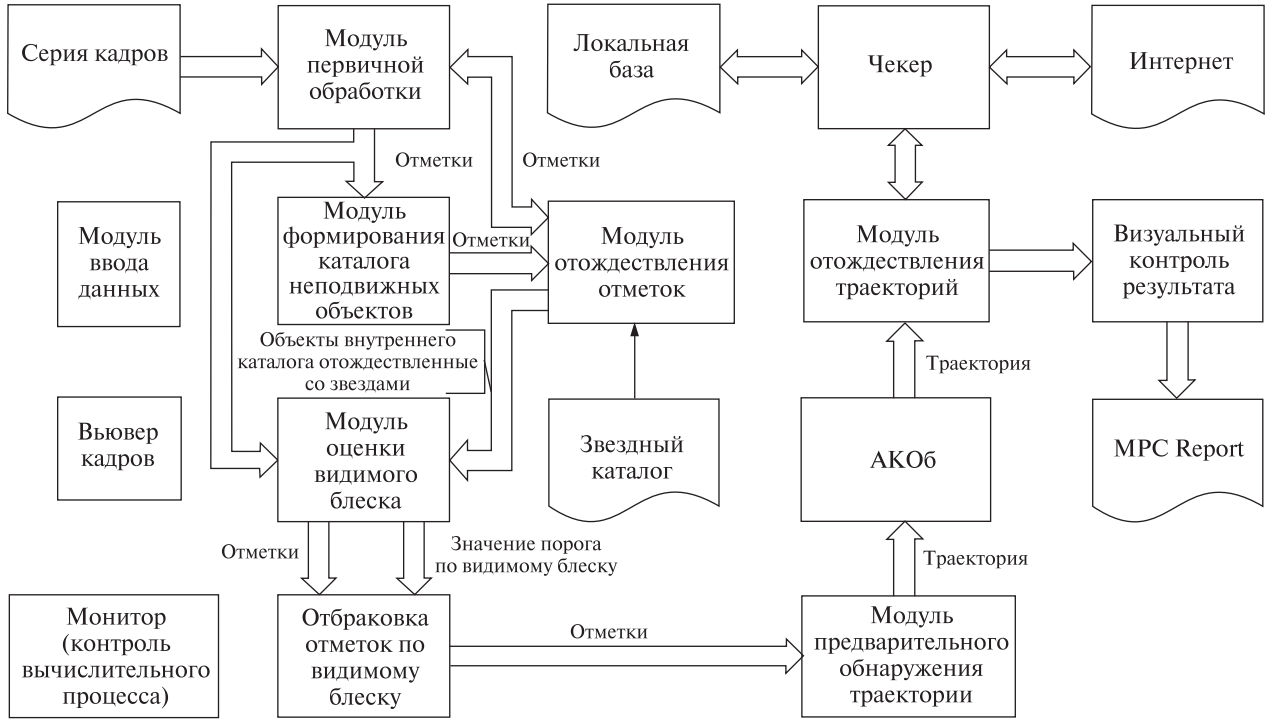 Серия кадров
Модуль
первичной
обработки
Локальная
база
Чекер
Интернет
Отметки
Отметки
Модуль
ввода
данных
Модуль
формирования
каталога
неподвижных
объектов
Отметки
Модуль
отождествления
отметок
Модуль
отождествления
траекторий
Визуальный
контроль
результата
Объекты внутреннего
каталога отождествленные
со звездами
Траектория
Вьювер
кадров
Модуль
оценки
видимого
блеска
Звездный
каталог
АКОб
MPC Report
Отметки
Значение порога
по видимому блеску
Траектория
Монитор
(контроль
вычислительного
процесса)
Отбраковка
отметок по
видимому
блеску
Отметки
Модуль
предварительного
обнаружения
траектории